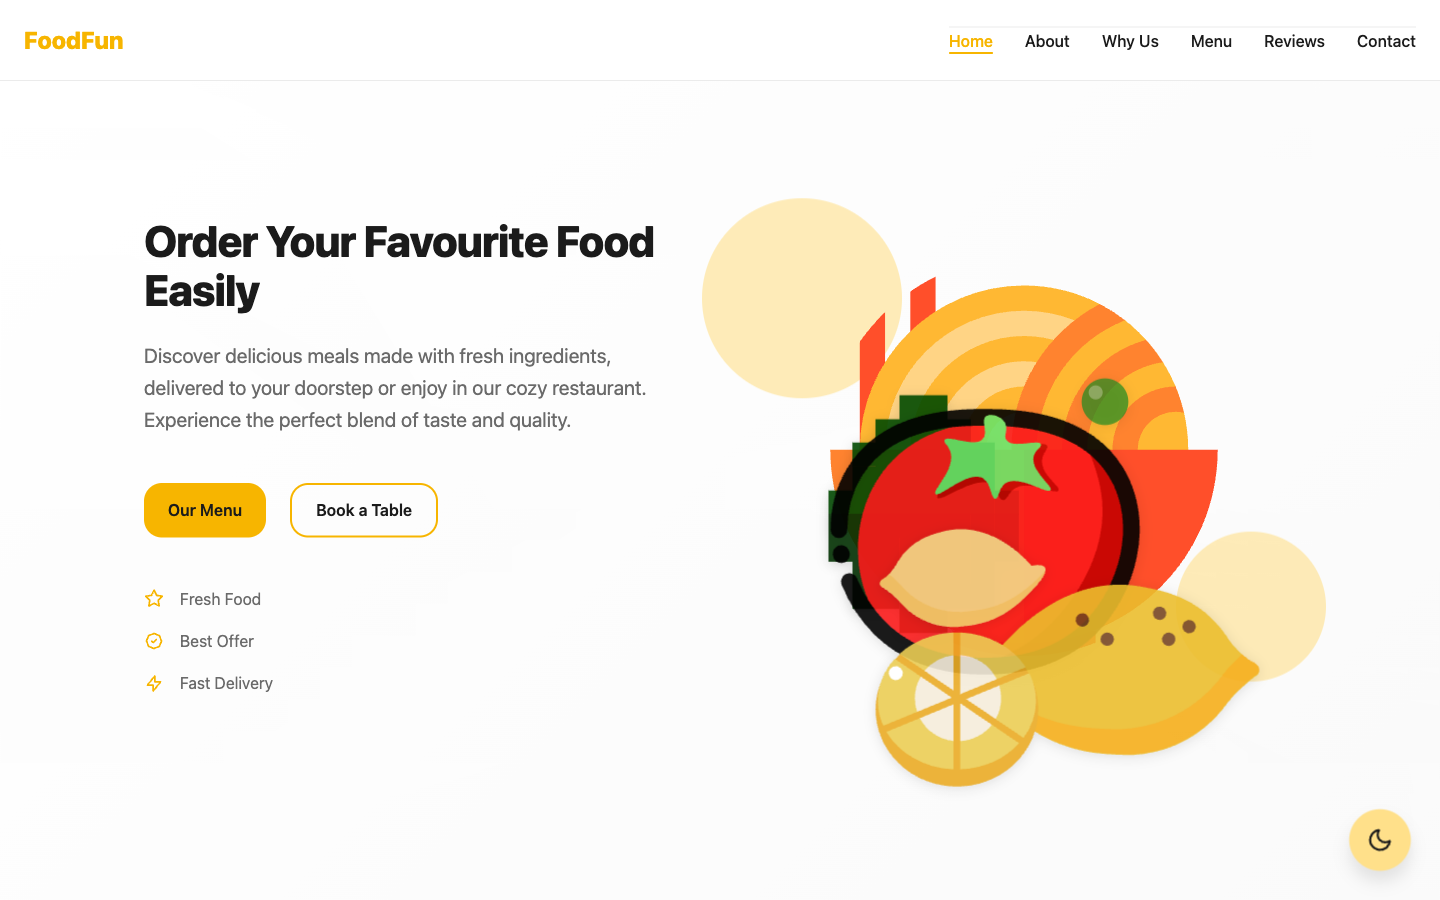 FoodFun
Home
About
Why Us
Menu
Reviews
Contact
Order Your Favourite Food
Easily
Discover delicious meals made with fresh ingredients,
delivered to your doorstep or enjoy in our cozy restaurant.
Experience the perfect blend of taste and quality.
Our Menu
Book a Table
Fresh Food
Best Offer
Fast Delivery